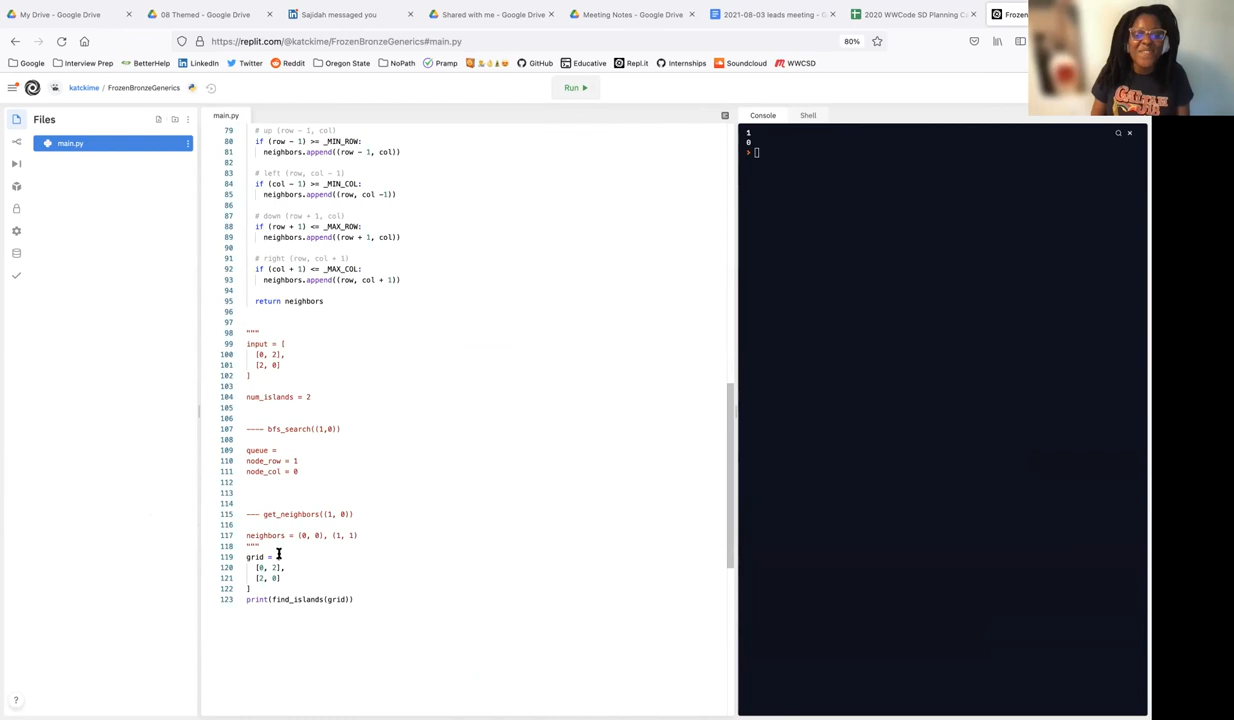 My Drive - Google Drive
08 Themed - Google Drive
Sajidah messaged you
Shared with me - Google Drive
Meeting Notes - Google Drive
2021-08-03 leads meeting - G
2020 WWCode SD Planning Ca
Frozen
https://replit.com/@katckime/FrozenBronzeGenerics#main.py
80%
Google
Interview Prep
BetterHelp
LinkedIn
Twitter
Reddit
Oregon State
NoPath
Pramp
GitHub
Educative
Repl.it
Internships
Soundcloud
WWCSD
katckime / FrozenBronzeGenerics
Run
Files
main.py
main.py
Console
Shell
79 # up (row - 1, col)
80 if (row - 1) >= _MIN_ROW:
81 neighbors.append((row - 1, col))
82
83 # left (row, col - 1)
84 if (col - 1) >= _MIN_COL:
85 neighbors.append((row, col -1))
86
87 # down (row + 1, col)
88 if (row + 1) <= _MAX_ROW:
89 neighbors.append((row + 1, col))
90
91 # right (row, col + 1)
92 if (col + 1) <= _MAX_COL:
93 neighbors.append((row, col + 1))
94
95 return neighbors
96
97
98 """
99 input = [
100 [0, 2],
101 [2, 0]
102 ]
103
104 num_islands = 2
105
106
107 ---- bfs_search((1,0))
108
109 queue =
110 node_row = 1
111 node_col = 0
112
113
114
115 --- get_neighbors((1, 0))
116
117 neighbors = (0, 0), (1, 1)
118 """
119 grid =
120 [0, 2],
121 [2, 0]
122 ]
123 print(find_islands(grid))
1
0
>
?